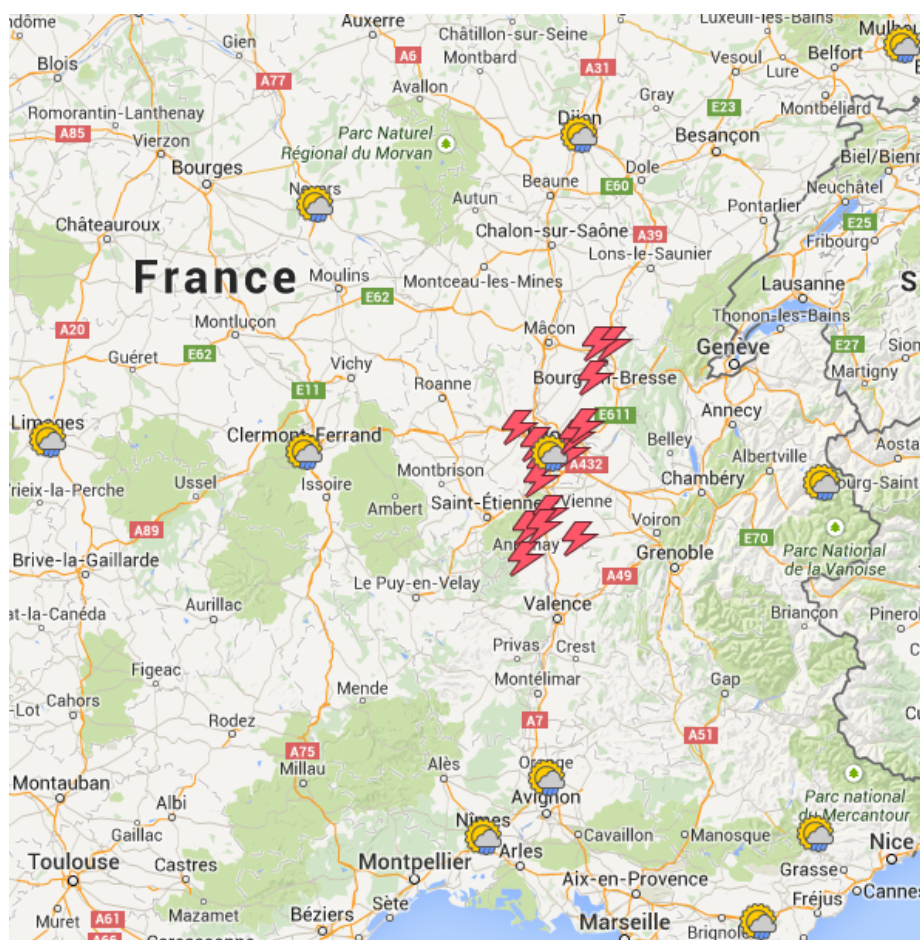 Auxerre
Châtillon-sur-Seine
Luxeuil-les-Bains
Gien
Montbard
A6
A31
Vesoul
Belfort
Blois
A77
Lure
Avallon
Gray
Romorantin-Lanthenay
E23
Montbéliard
A85
Parc Naturel
Régional du Morvan
Dijon
Vierzon
Besançon
Bourges
Dole
Biel/Bienn
Nevers
Beaune
E60
Neuchâtel
Autun
Pontarlier
Châteauroux
Chalon-sur-Saône
A39
E25
Fribourg
Lons-le-Saunier
France
Moulins
Montceau-les-Mines
Lausanne
E62
Thonon-les-Bains
A20
Montluçon
Mâcon
Genève
E27
Sion
Guéret
E62
Vichy
Martigny
E11
Roanne
Annecy
E611
Limoges
Clermont-Ferrand
Belley
Albertville
Aosta
A432
Montbrison
Chambéry
Ussel
Issoire
Ambert
Saint-Étienne
Vienne
Voiron
A89
E70
Parc National
de la Vanoise
Grenoble
Brive-la-Gaillarde
A49
Le Puy-en-Velay
Aurillac
Valence
Briançon
at-la-Canéda
Privas
Crest
Figeac
Montélimar
Gap
Mende
-Lot
Cahors
Rodez
A7
A51
A75
Millau
Alès
Orange
Montauban
Parc national
du Mercantour
Albi
Avignon
Gaillac
Nîmes
Cavaillon
Manosque
Nice
Toulouse
Castres
Montpellier
Arles
Grasse
Aix-en-Provence
Cannes
Muret
Mazamet
Sète
Fréjus
A61
Béziers
Marseille